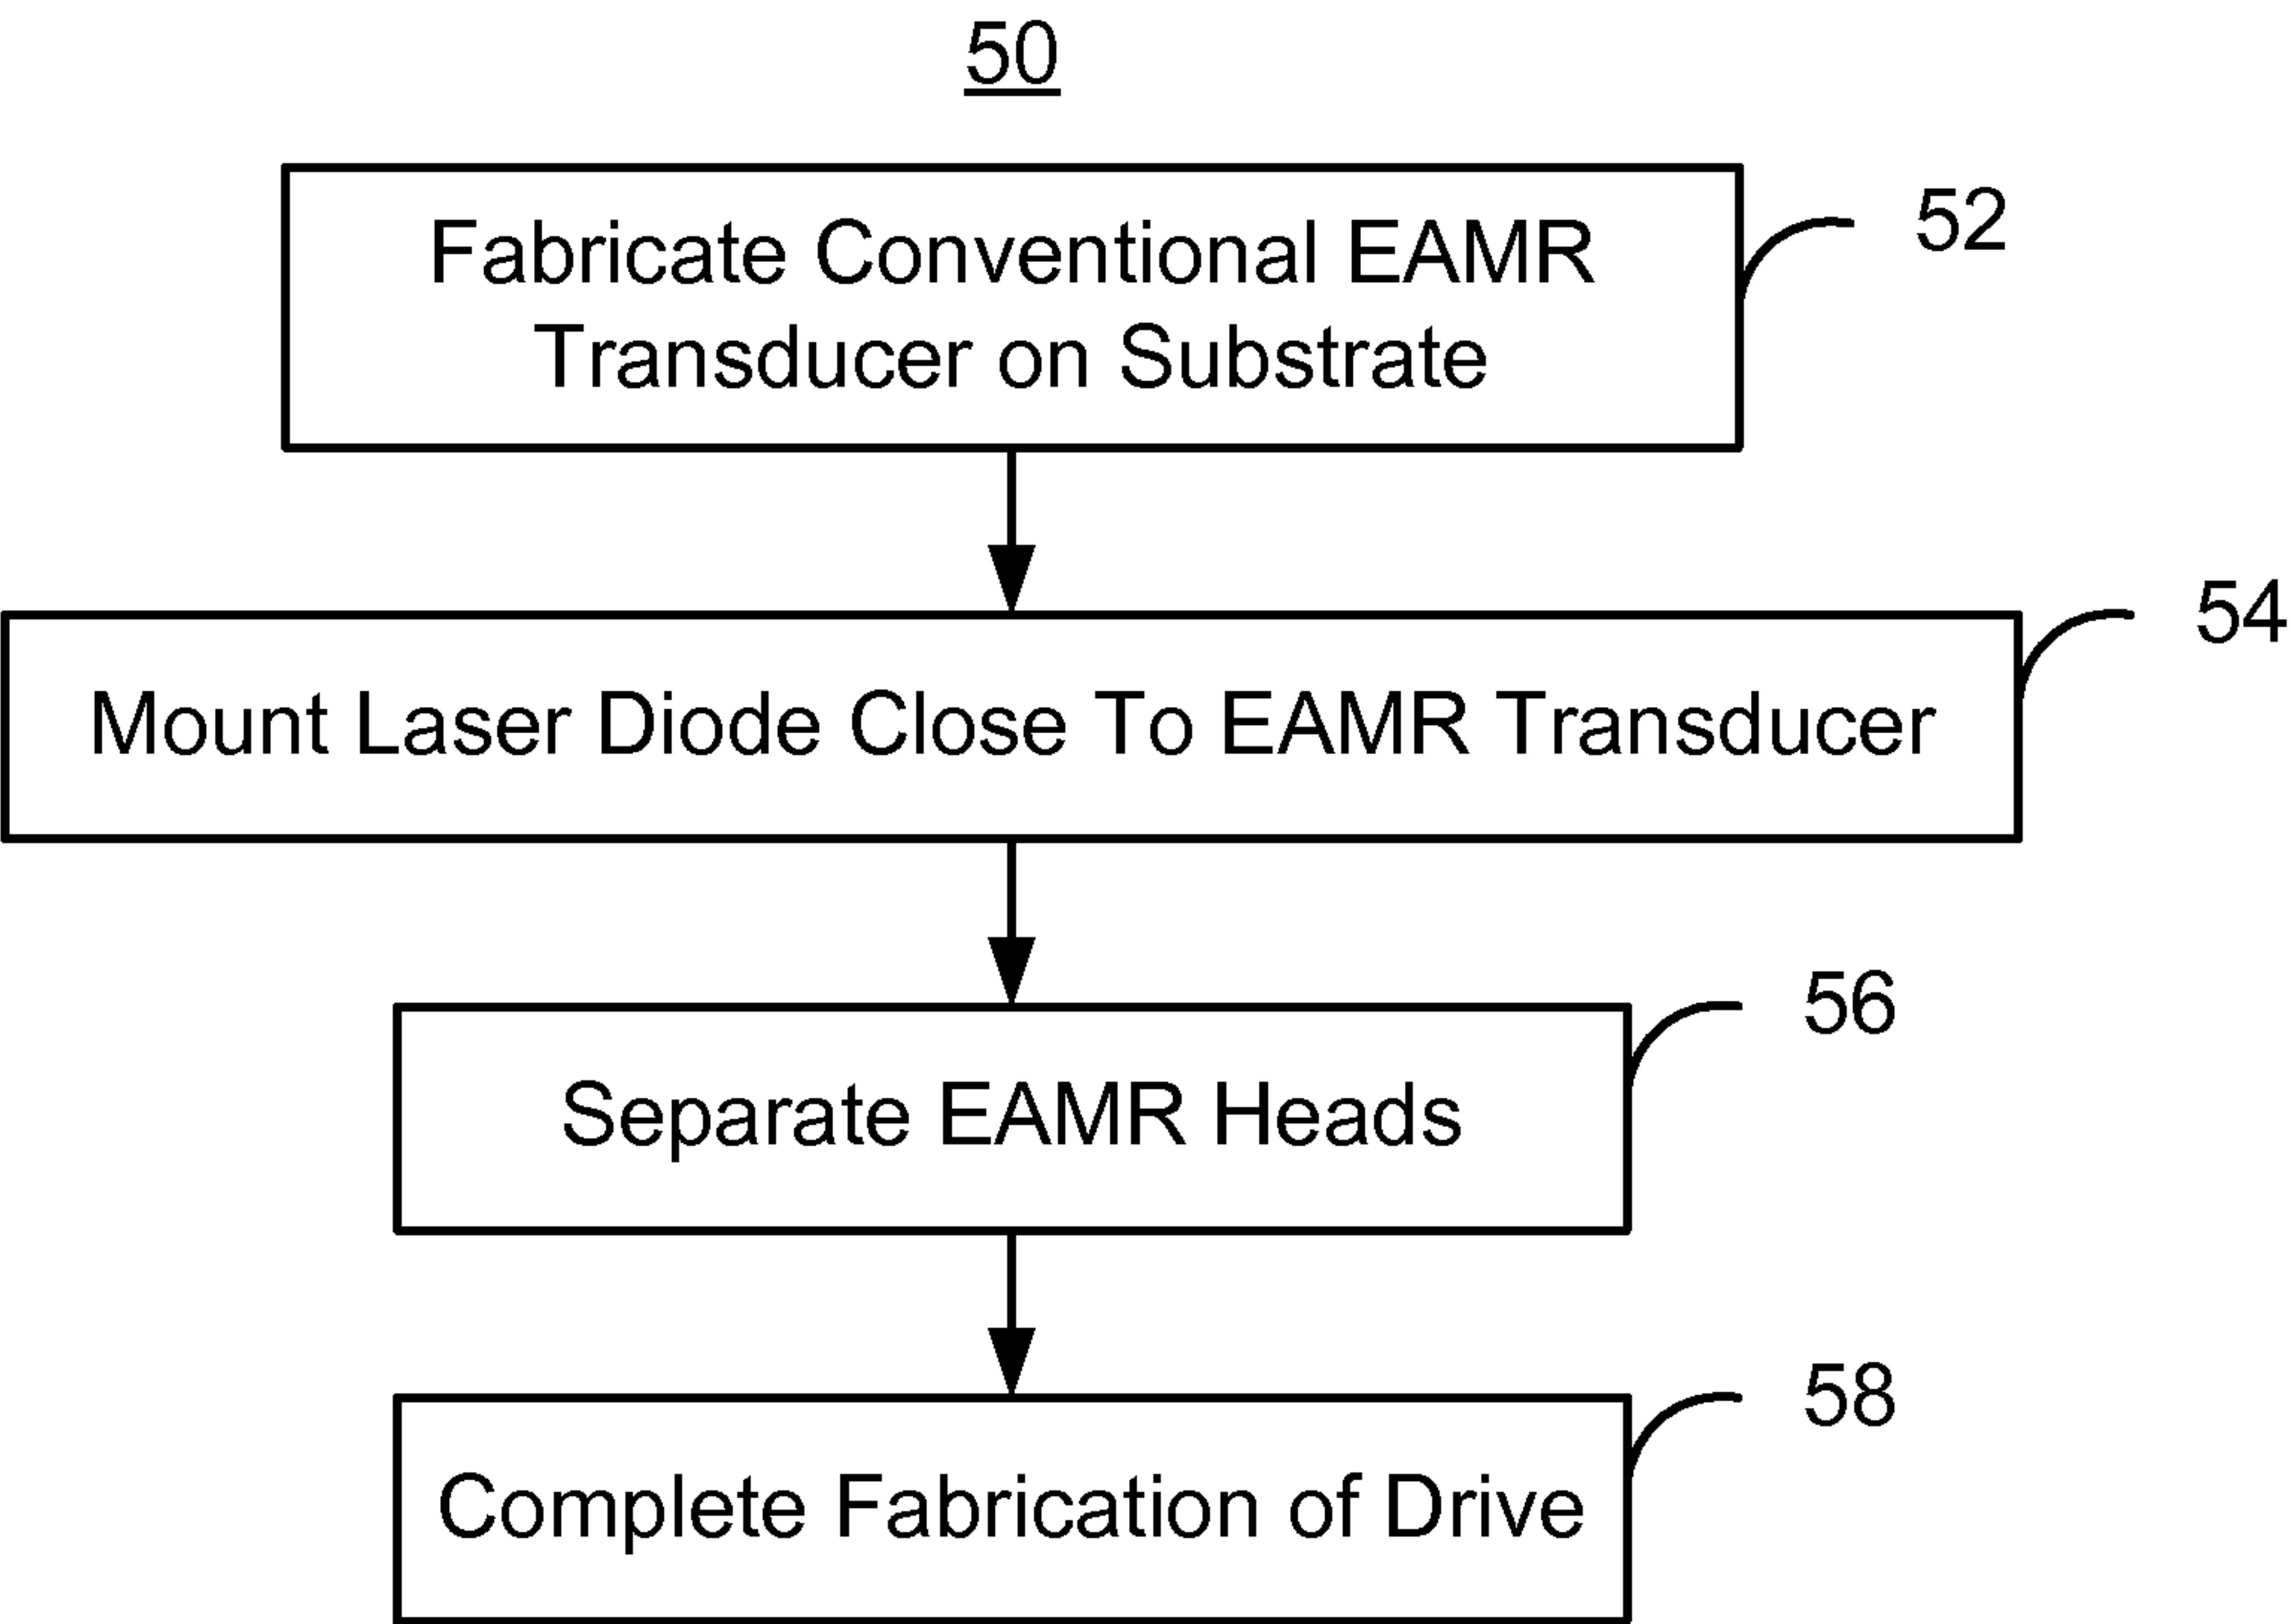 50
Fabricate Conventional EAMR
Transducer on Substrate
52
Mount Laser Diode Close To EAMR Transducer
54
Separate EAMR Heads
56
Complete Fabrication of Drive
58